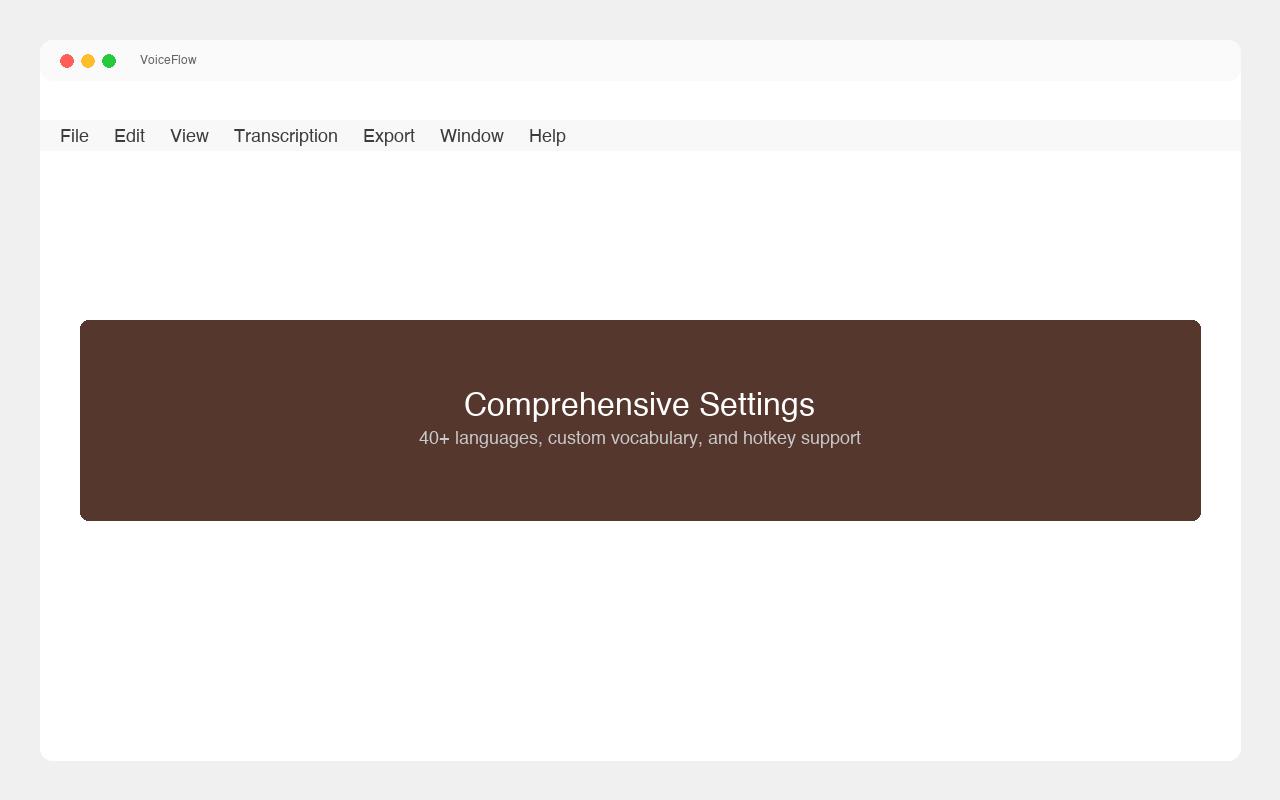 VoiceFlow
File Edit View Transcription Export Window Help
Comprehensive Settings
40+ languages, custom vocabulary, and hotkey support